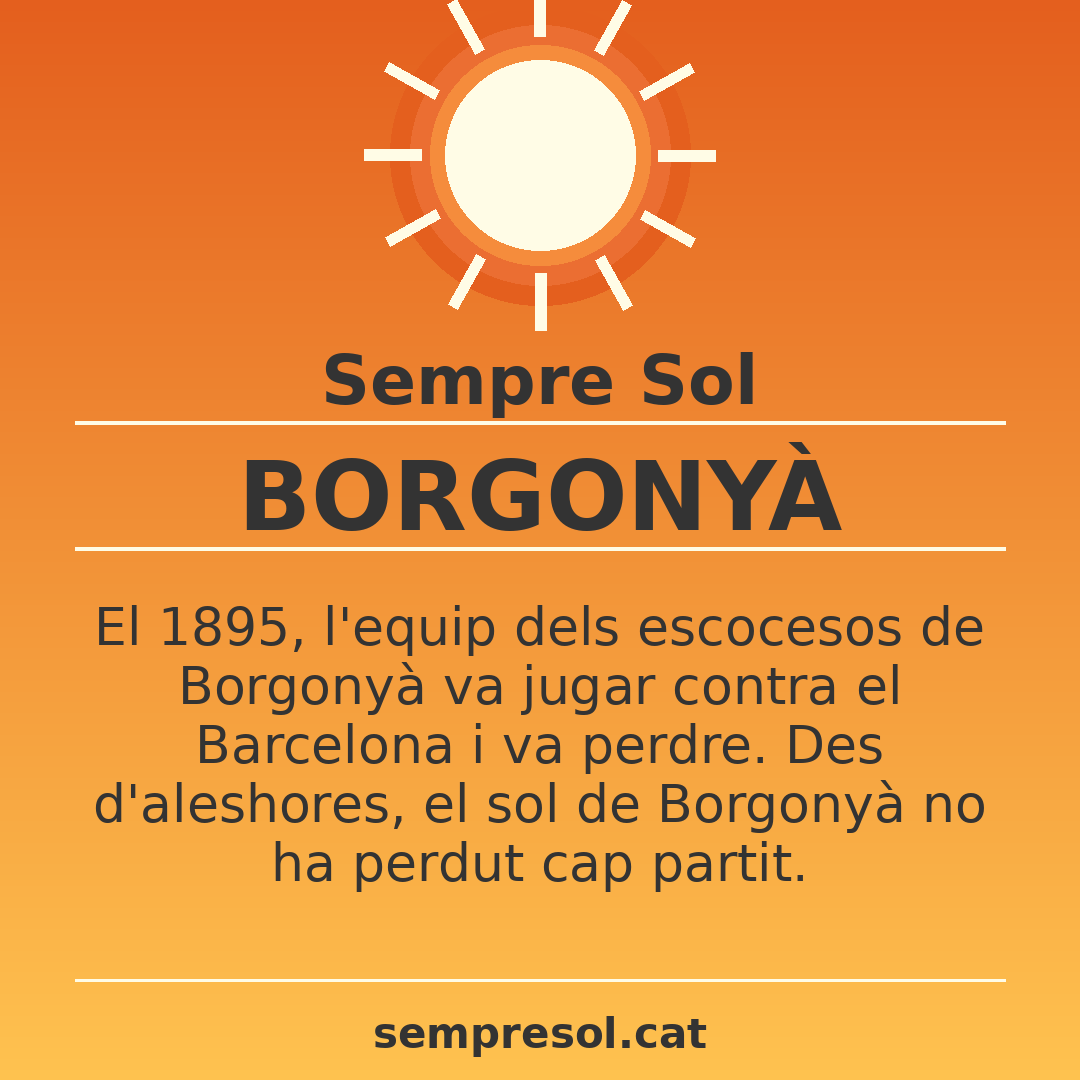 Sempre Sol
BORGONYÀ
El 1895, l'equip dels escocesos de
Borgonyà va jugar contra el
Barcelona i va perdre. Des
d'aleshores, el sol de Borgonyà no
ha perdut cap partit.
sempresol.cat